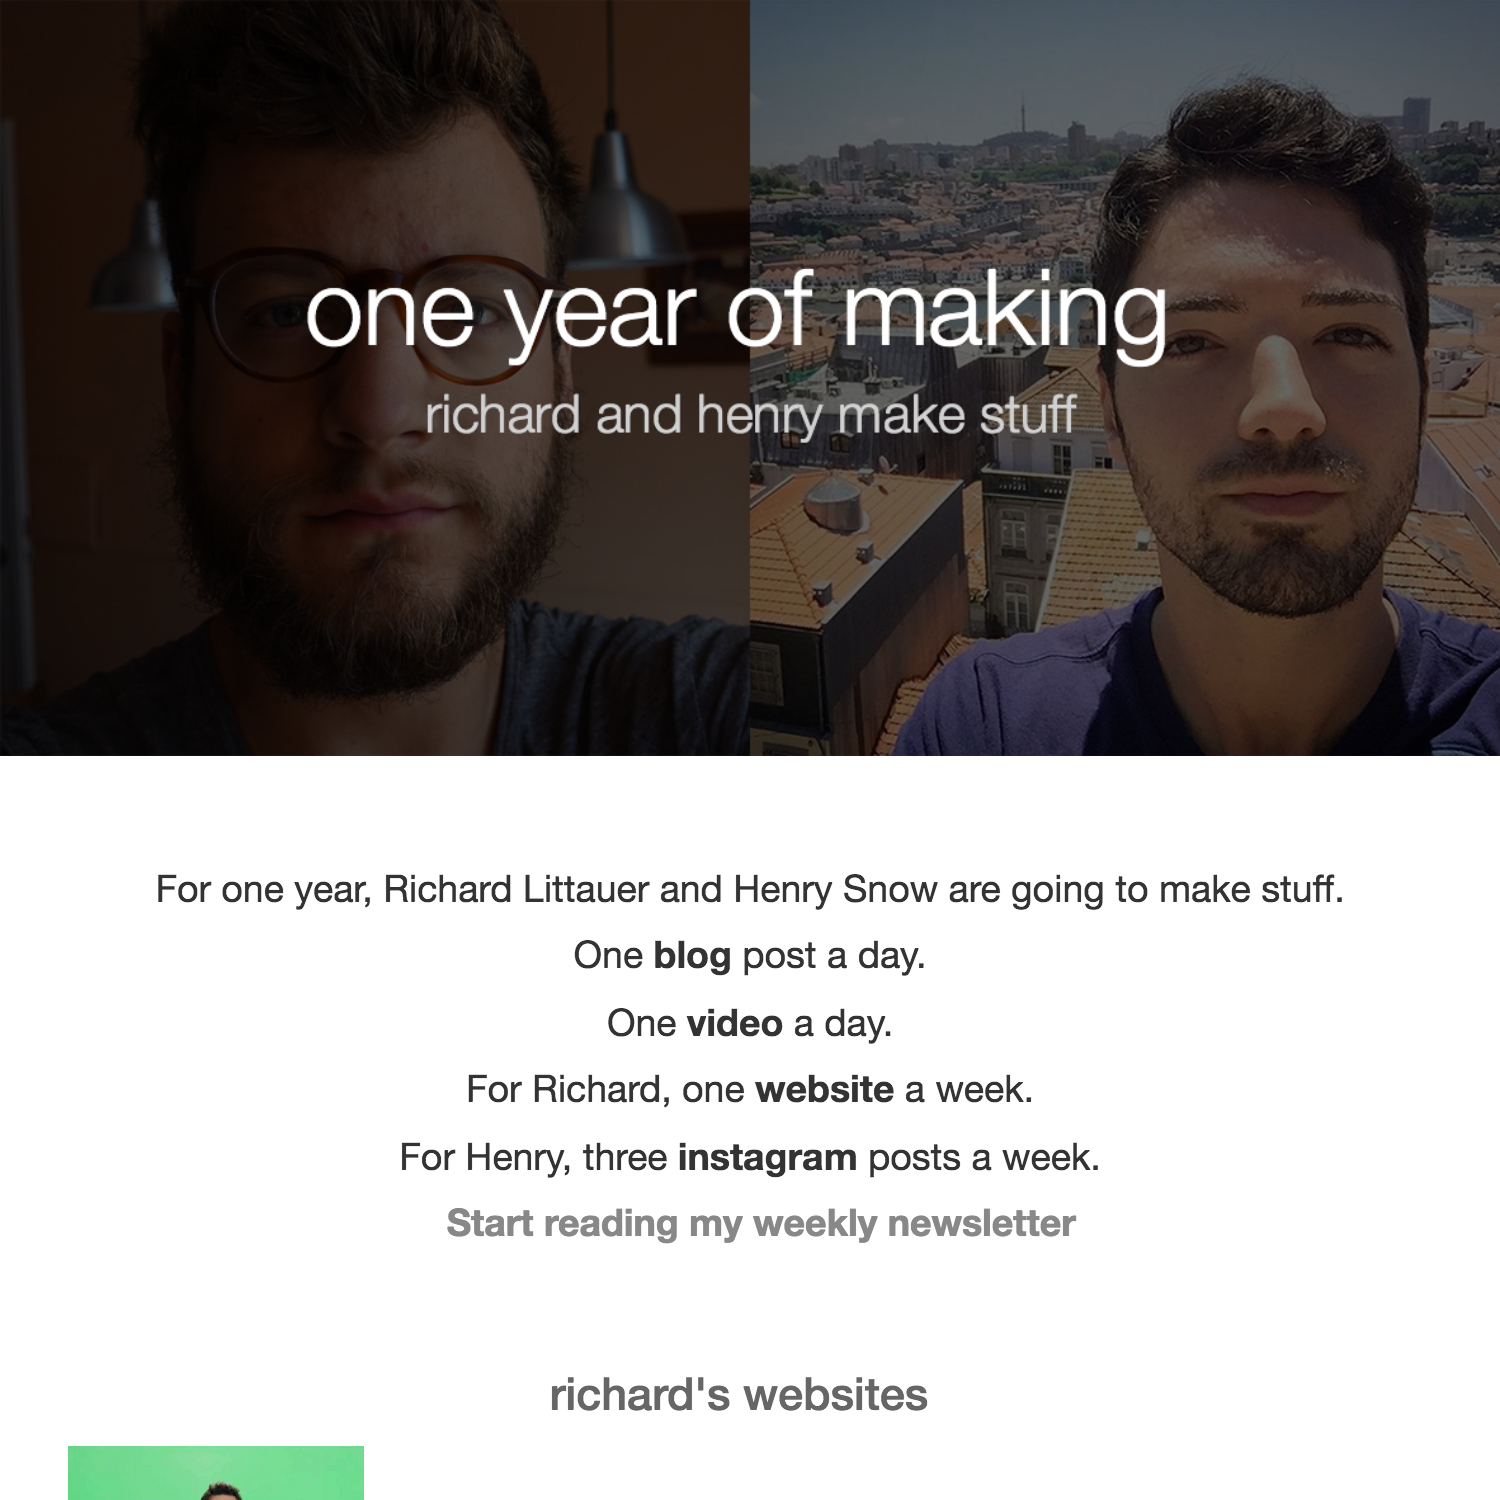 one year of making
richard and henry make stuff
For one year, Richard Littauer and Henry Snow are going to make stuff.
One blog post a day.
One video a day.
For Richard, one website a week.
For Henry, three instagram posts a week.
Start reading my weekly newsletter
richard's websites